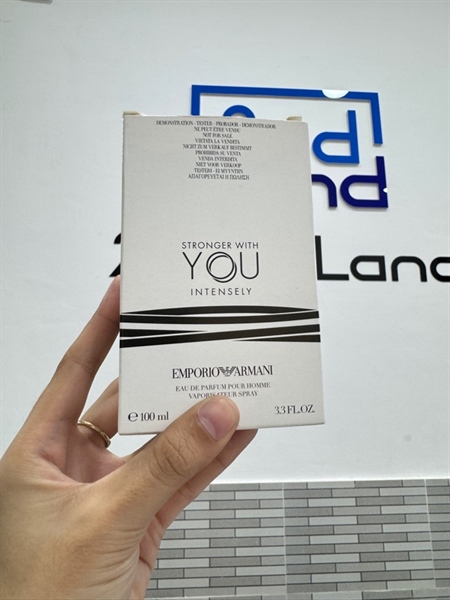 DEMONSTRATION - TESTER - PROBADOR - DEMONSTRADOR
NE PEUT ÊTRE VENDU
NOT FOR SALE
VIETATA LA VENDITA
NICHT ZUM VERKAUF BESTIMMT
PROHIBIDA SU VENTA
VENDA INTERDITA
NIET VOOR VERKOOP
ΑΠΑΓΟΡΕΥΕΤΑΙ Η ΠΩΛΗΣΗ
STRONGER WITH
YOU
INTENSELY
EMPORIO ARMANI
EAU DE PARFUM POUR HOMME
VAPORISATEUR SPRAY
℮ 100 ml 3.3 FL.OZ.
Land